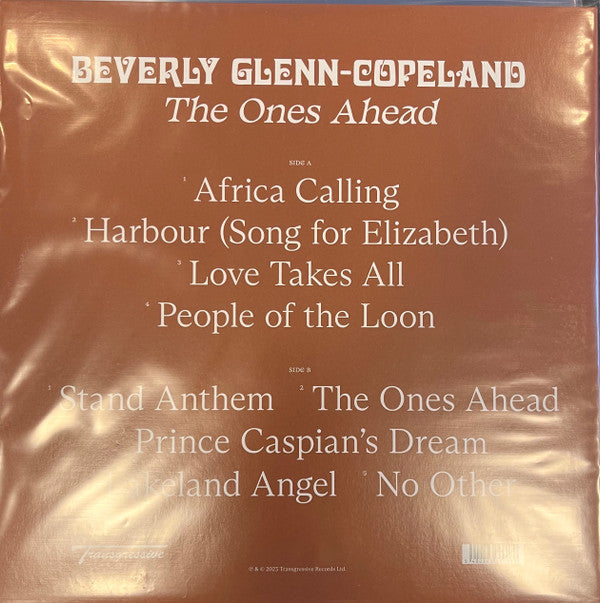 BEVERLY GLENN-COPELAND
The Ones Ahead
SIDE A
1 Africa Calling
2 Harbour (Song for Elizabeth)
3 Love Takes All
4 People of the Loon
SIDE B
1 Stand Anthem 2 The Ones Ahead
Prince Caspian's Dream
Angel 5 No Other
Transgressive
℗ & © 2023 Transgressive Records Ltd.